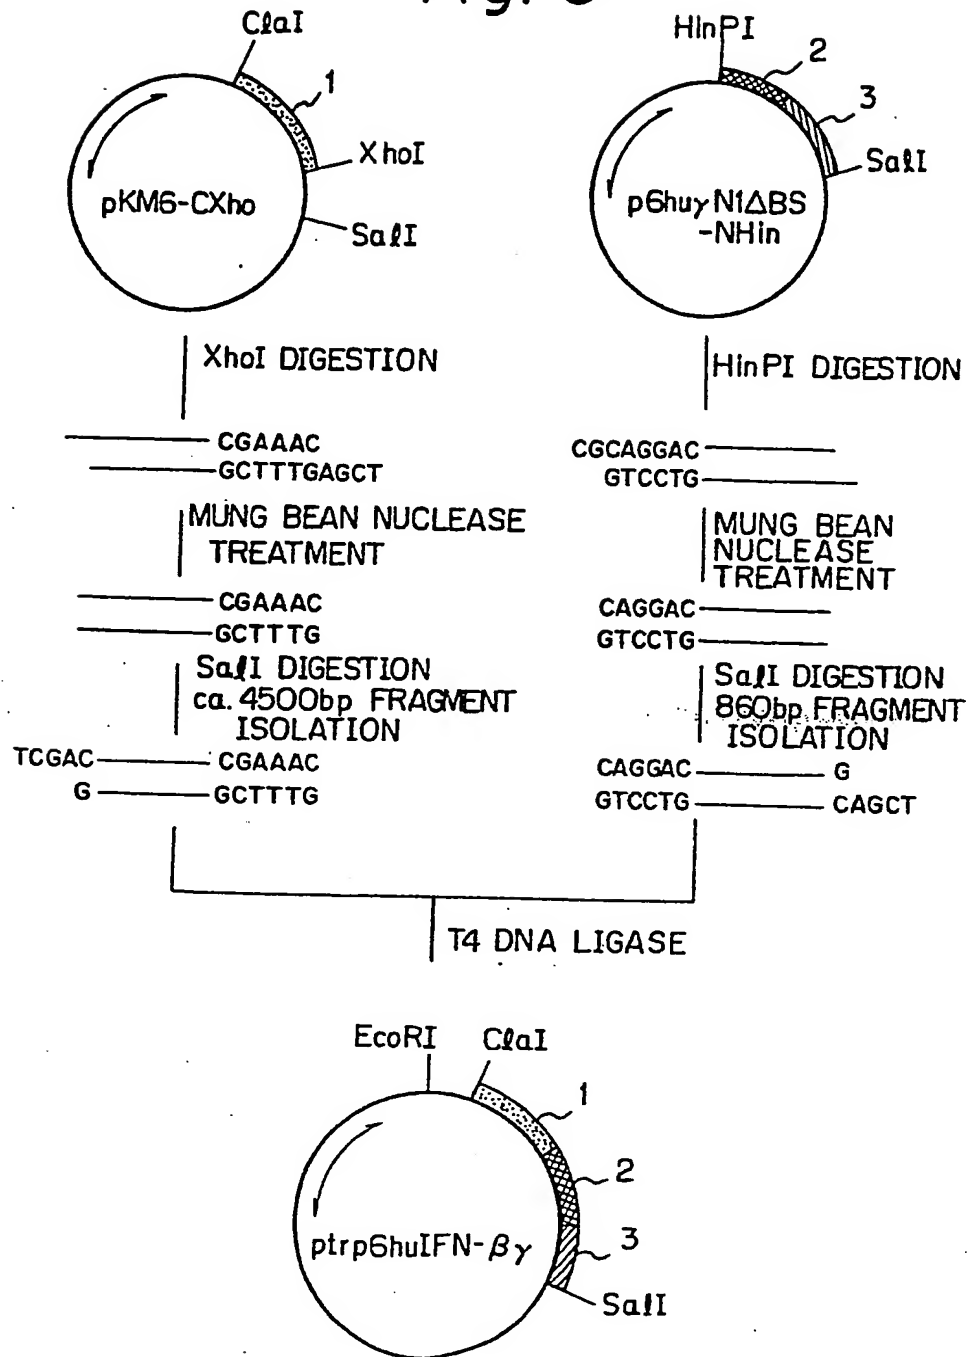 ClaI
1
XhoI
SalI
pKM6-CXho
HinPI
2
3
SalI
p6huγN1ΔBS
-NHin
XhoI DIGESTION
HinPI DIGESTION
CGAAAC
GCTTTGAGCT
CGCAGGAC
GTCCTG
MUNG BEAN NUCLEASE
TREATMENT
MUNG BEAN
NUCLEASE
TREATMENT
CGAAAC
GCTTTG
CAGGAC
GTCCTG
SalI DIGESTION
ca. 4500bp FRAGMENT
ISOLATION
SalI DIGESTION
860bp FRAGMENT
ISOLATION
TCGAC CGAAAC
G GCTTTG
CAGGAC G
GTCCTG CAGCT
T4 DNA LIGASE
EcoRI
ClaI
1
2
3
ptrp6huIFN-βγ
SalI